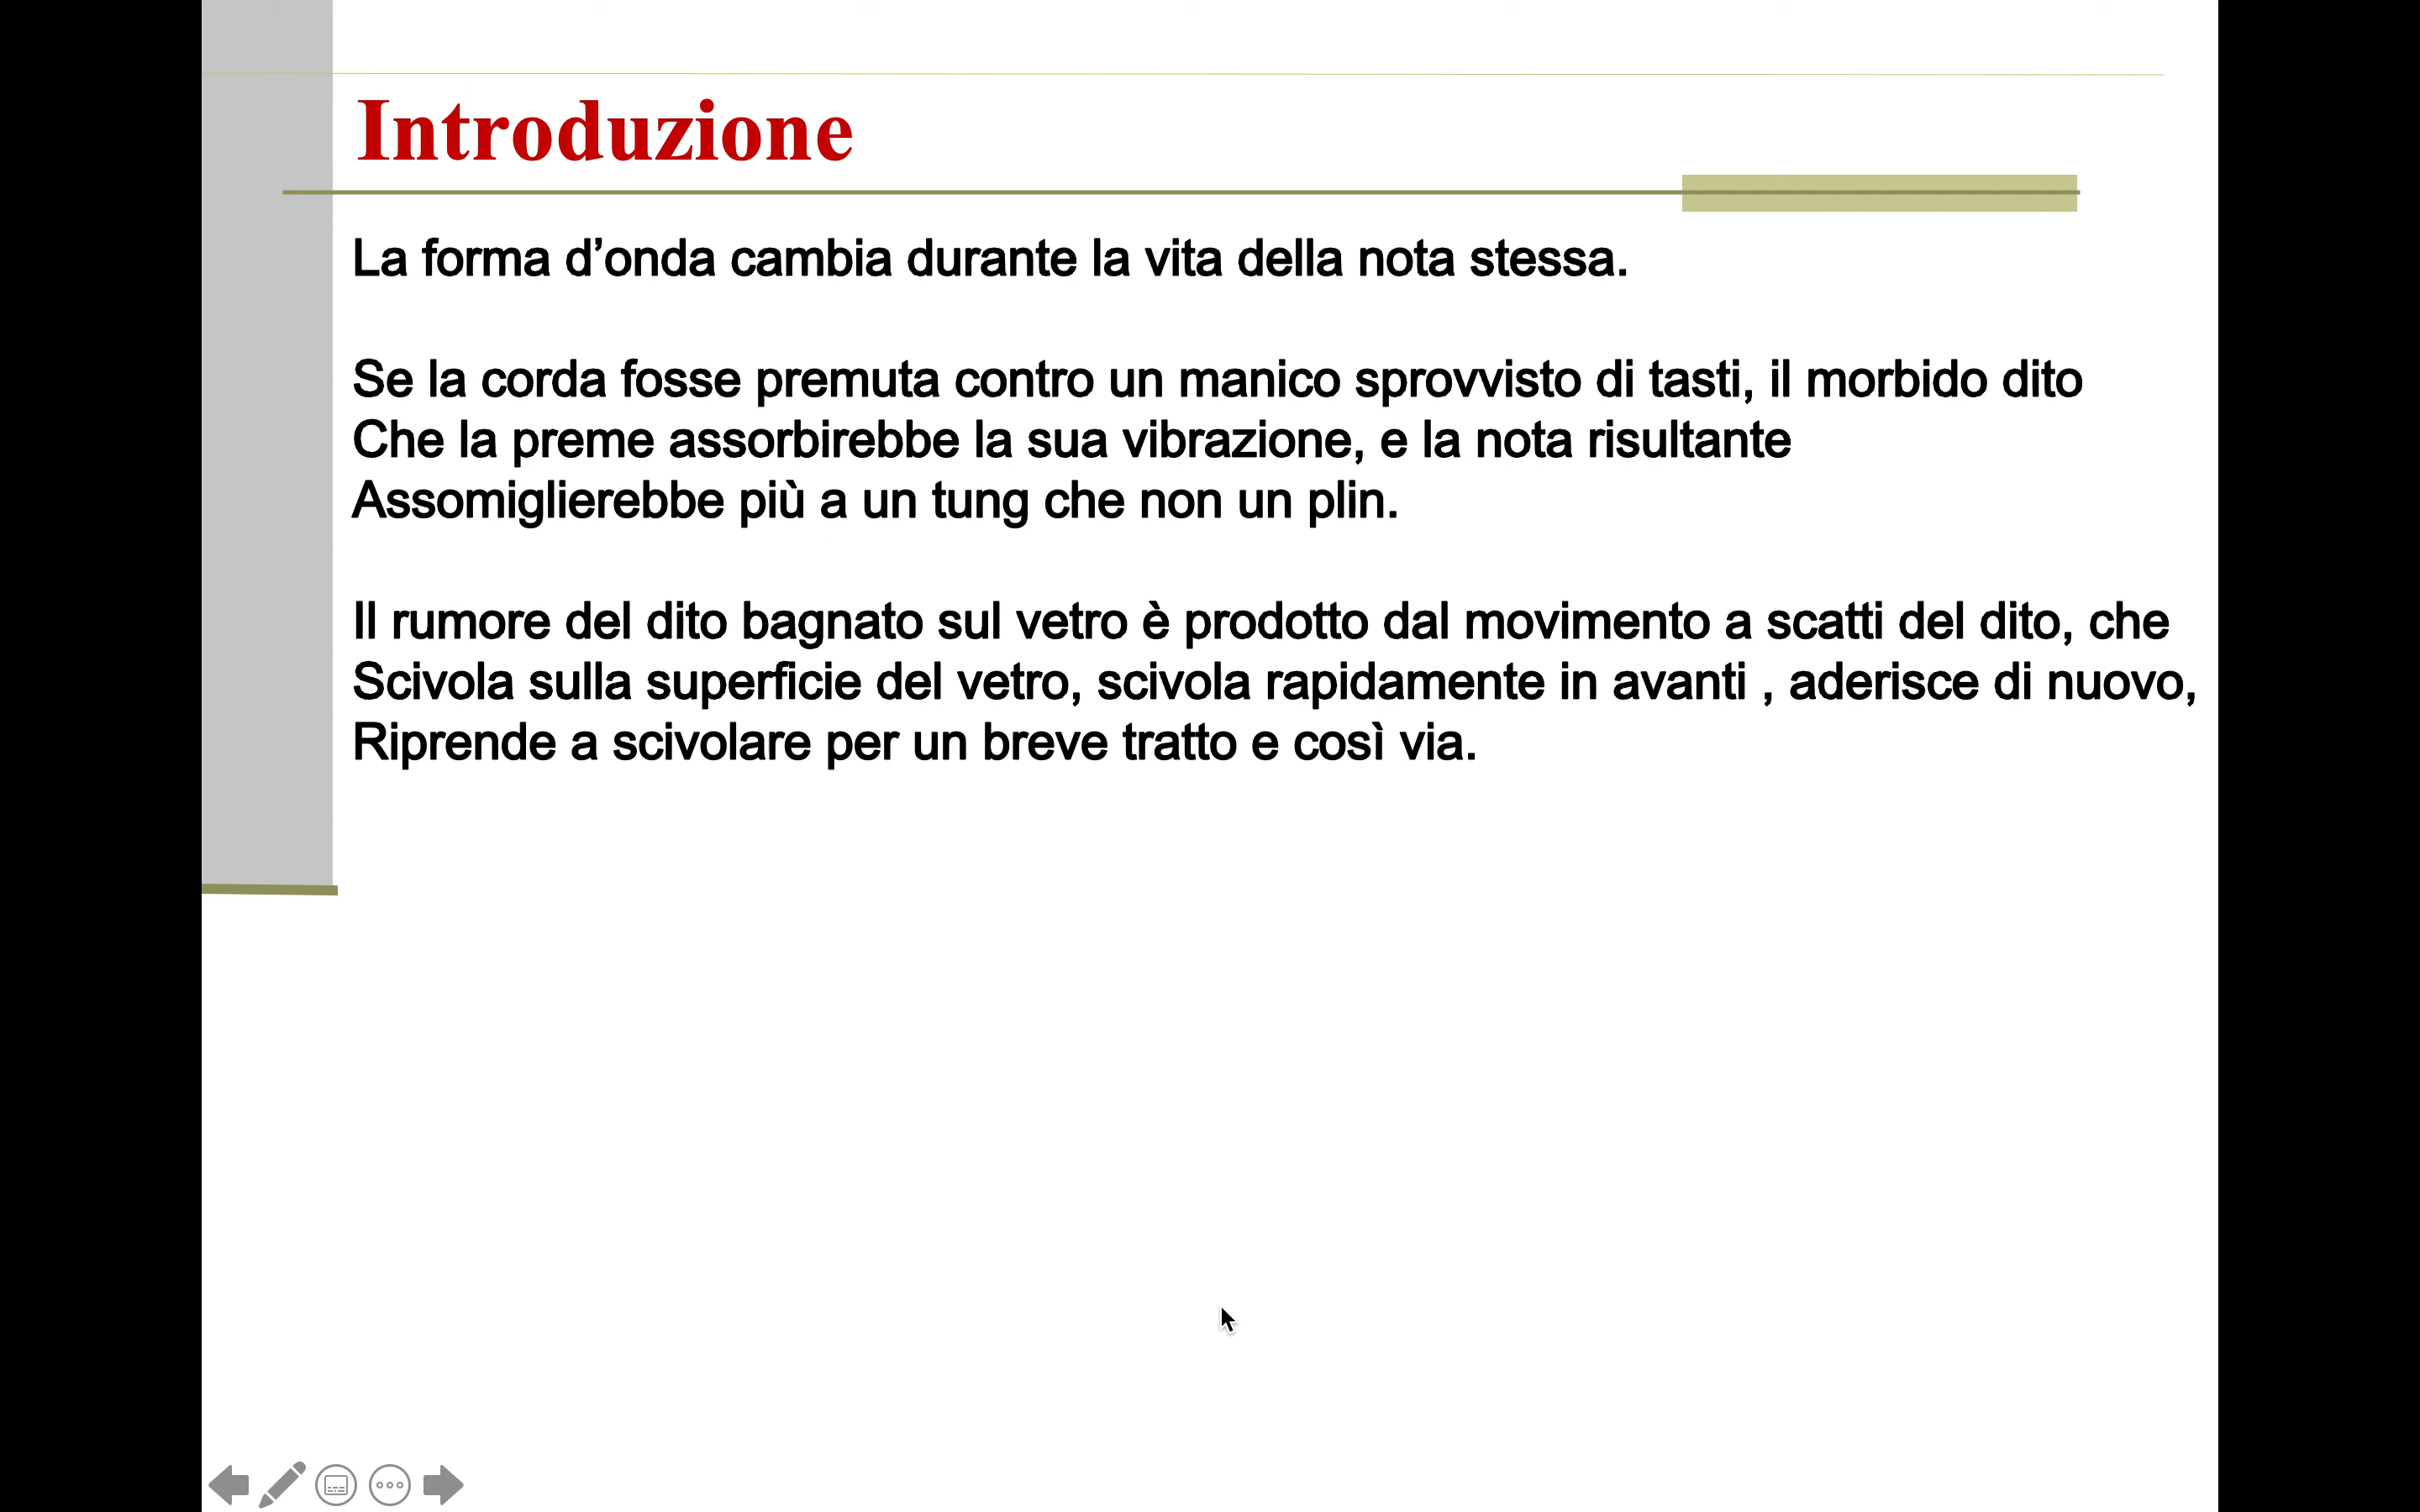 Introduzione
La forma d’onda cambia durante la vita della nota stessa.
Se la corda fosse premuta contro un manico sprovvisto di tasti, il morbido dito
Che la preme assorbirebbe la sua vibrazione, e la nota risultante
Assomiglierebbe più a un tung che non un plin.
Il rumore del dito bagnato sul vetro è prodotto dal movimento a scatti del dito, che
Scivola sulla superficie del vetro, scivola rapidamente in avanti , aderisce di nuovo,
Riprende a scivolare per un breve tratto e così via.